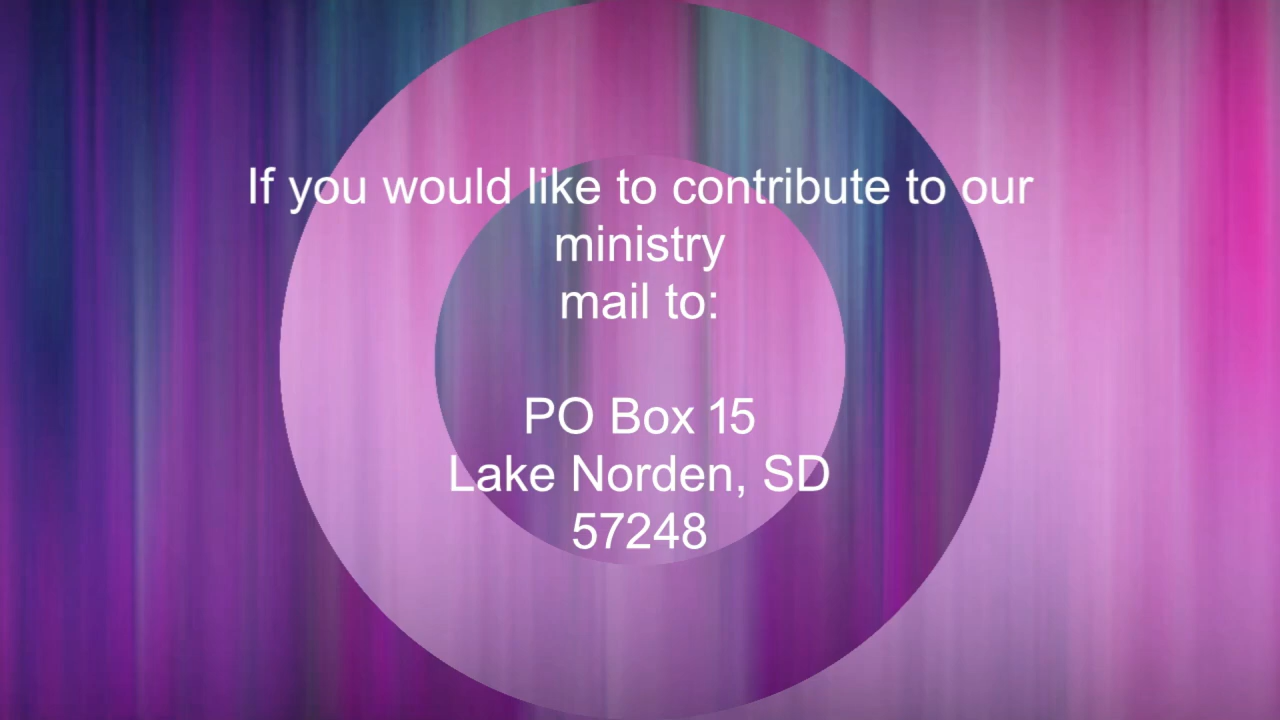 If you would like to contribute to our
ministry
mail to:
PO Box 15
Lake Norden, SD
57248